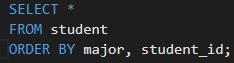 SELECT *
FROM student
ORDER BY major, student_id;